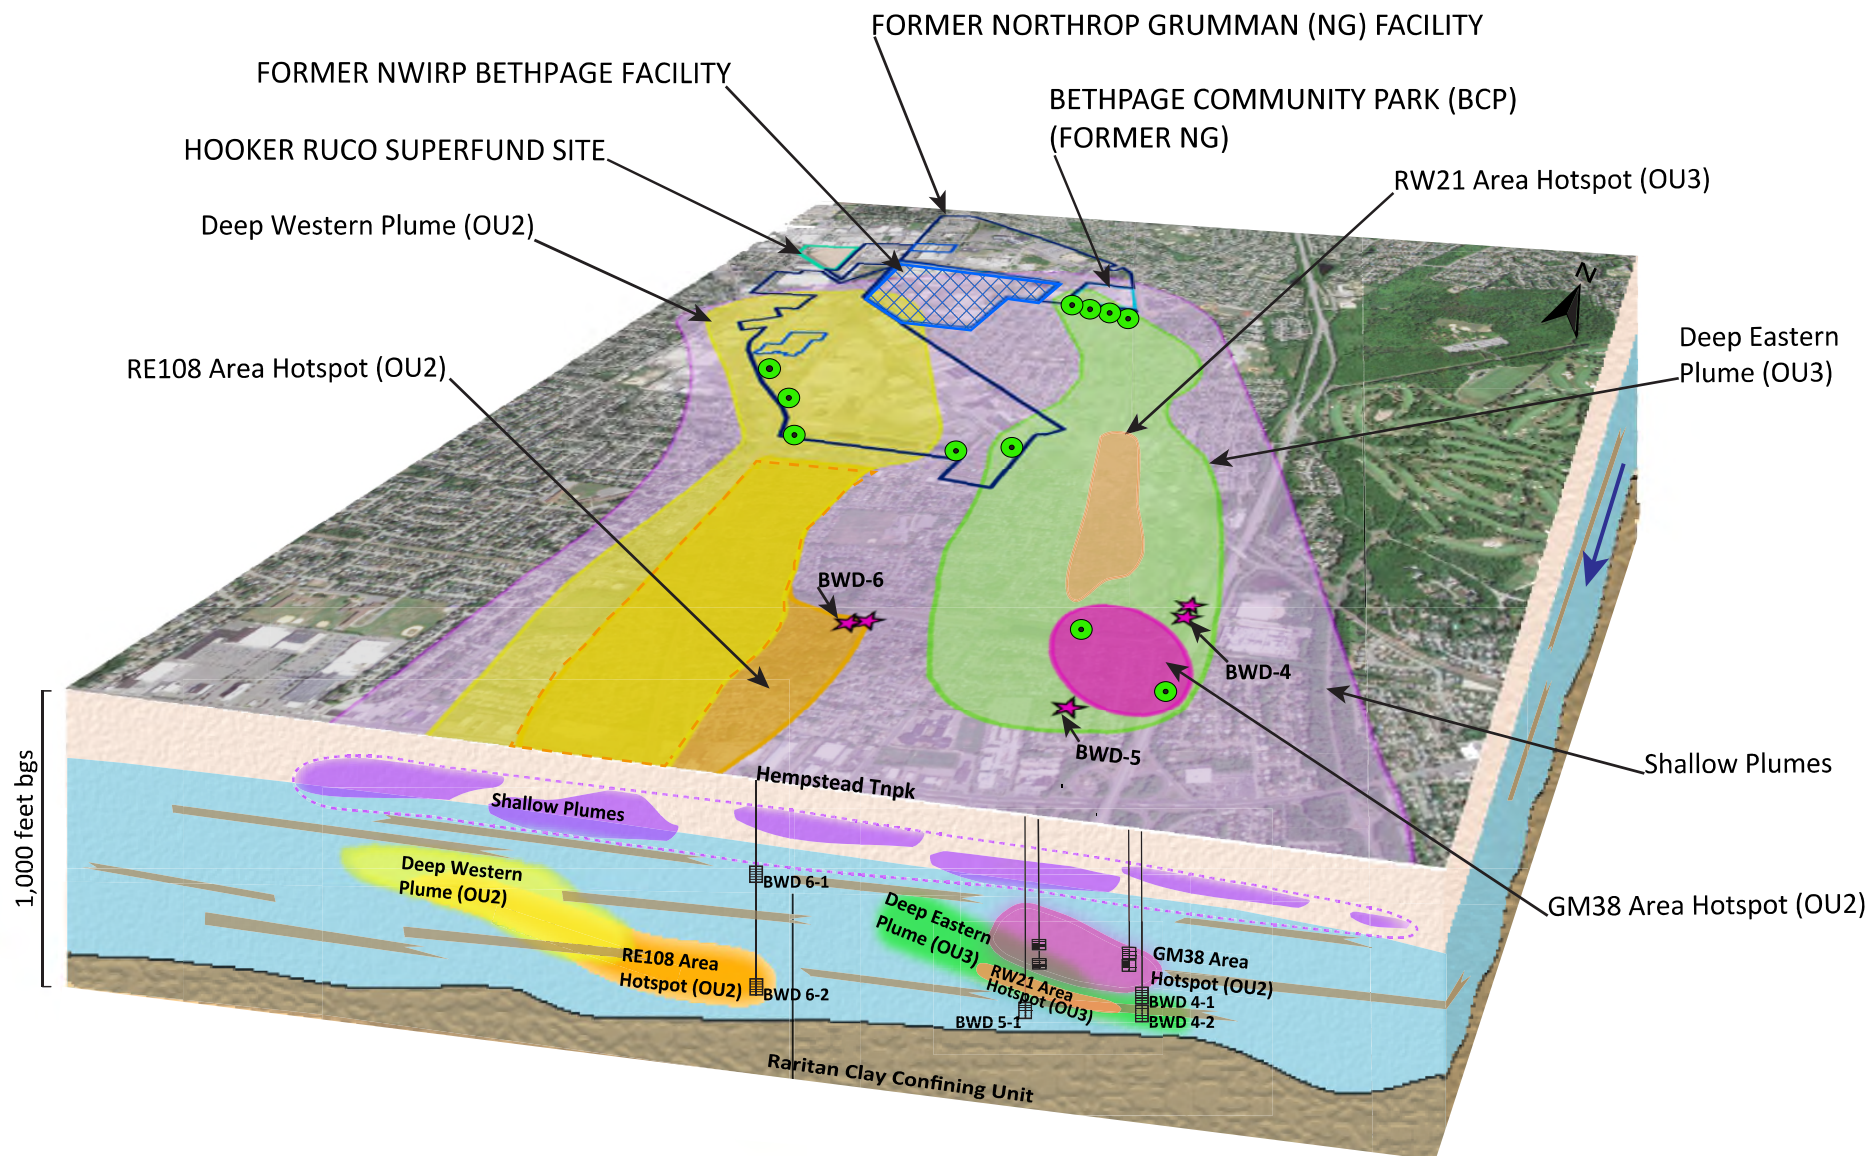 FORMER NORTHROP GRUMMAN (NG) FACILITY
FORMER NWIRP BETHPAGE FACILITY
BETHPAGE COMMUNITY PARK (BCP)
(FORMER NG)
HOOKER RUCO SUPERFUND SITE
RW21 Area Hotspot (OU3)
Deep Western Plume (OU2)
N
Deep Eastern
Plume (OU3)
RE108 Area Hotspot (OU2)
BWD-6
BWD-4
BWD-5
Shallow Plumes
Hempstead Tnpk
1,000 feet bgs
Shallow Plumes
Deep Western
Plume (OU2)
BWD 6-1
GM38 Area Hotspot (OU2)
Deep Eastern
Plume (OU3)
RE108 Area
Hotspot (OU2)
GM38 Area
Hotspot (OU2)
RW21 Area
Hotspot (OU3)
BWD 6-2
BWD 4-1
BWD 5-1
BWD 4-2
Raritan Clay Confining Unit